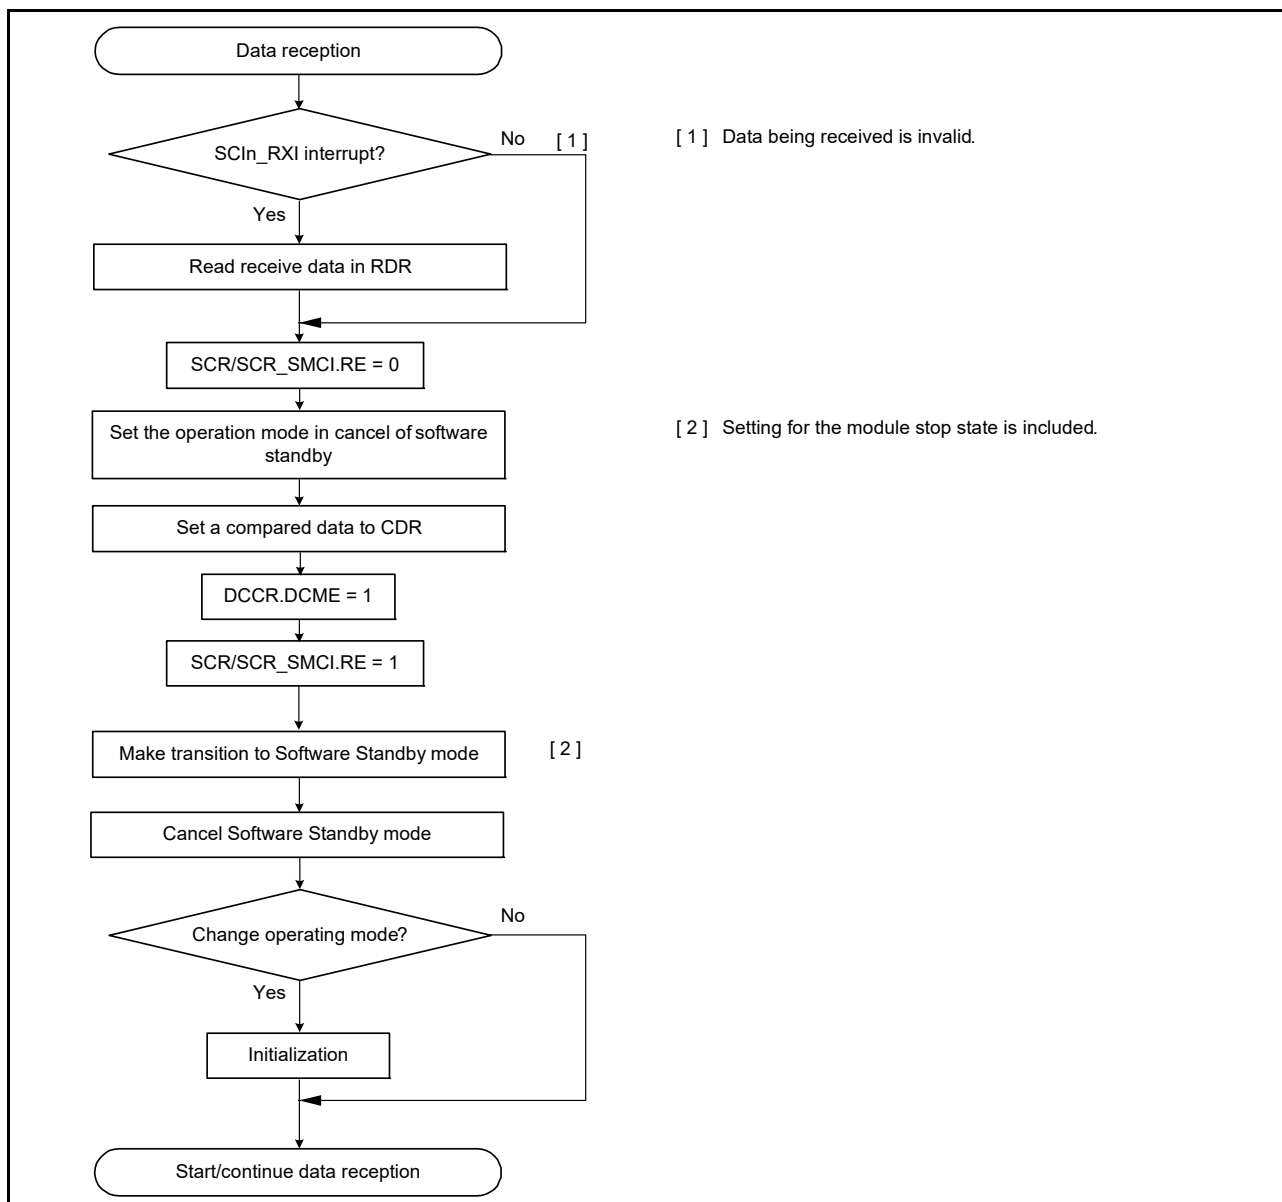 Data reception
SCIn_RXI interrupt?
No [ 1 ]
[ 1 ] Data being received is invalid.
Yes
Read receive data in RDR
SCR/SCR_SMCI.RE = 0
Set the operation mode in cancel of software
standby
[ 2 ] Setting for the module stop state is included.
Set a compared data to CDR
DCCR.DCME = 1
SCR/SCR_SMCI.RE = 1
Make transition to Software Standby mode
[ 2 ]
Cancel Software Standby mode
Change operating mode?
No
Yes
Initialization
Start/continue data reception